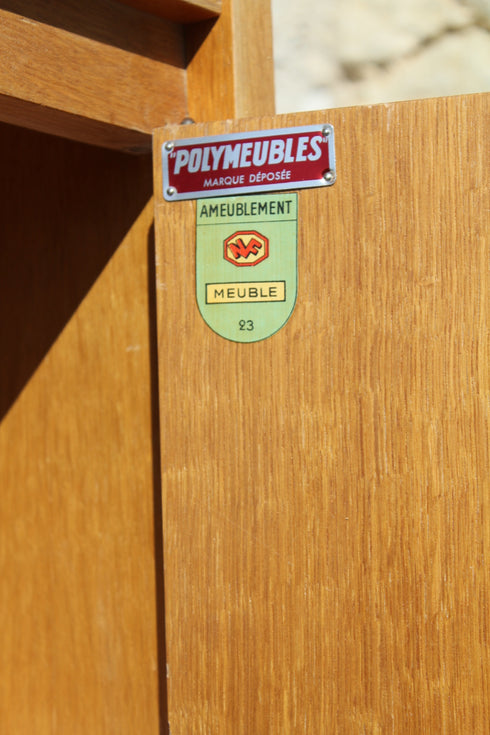 "POLYMEUBLES"
MARQUE DÉPOSÉE
AMEUBLEMENT
NF
MEUBLE
23